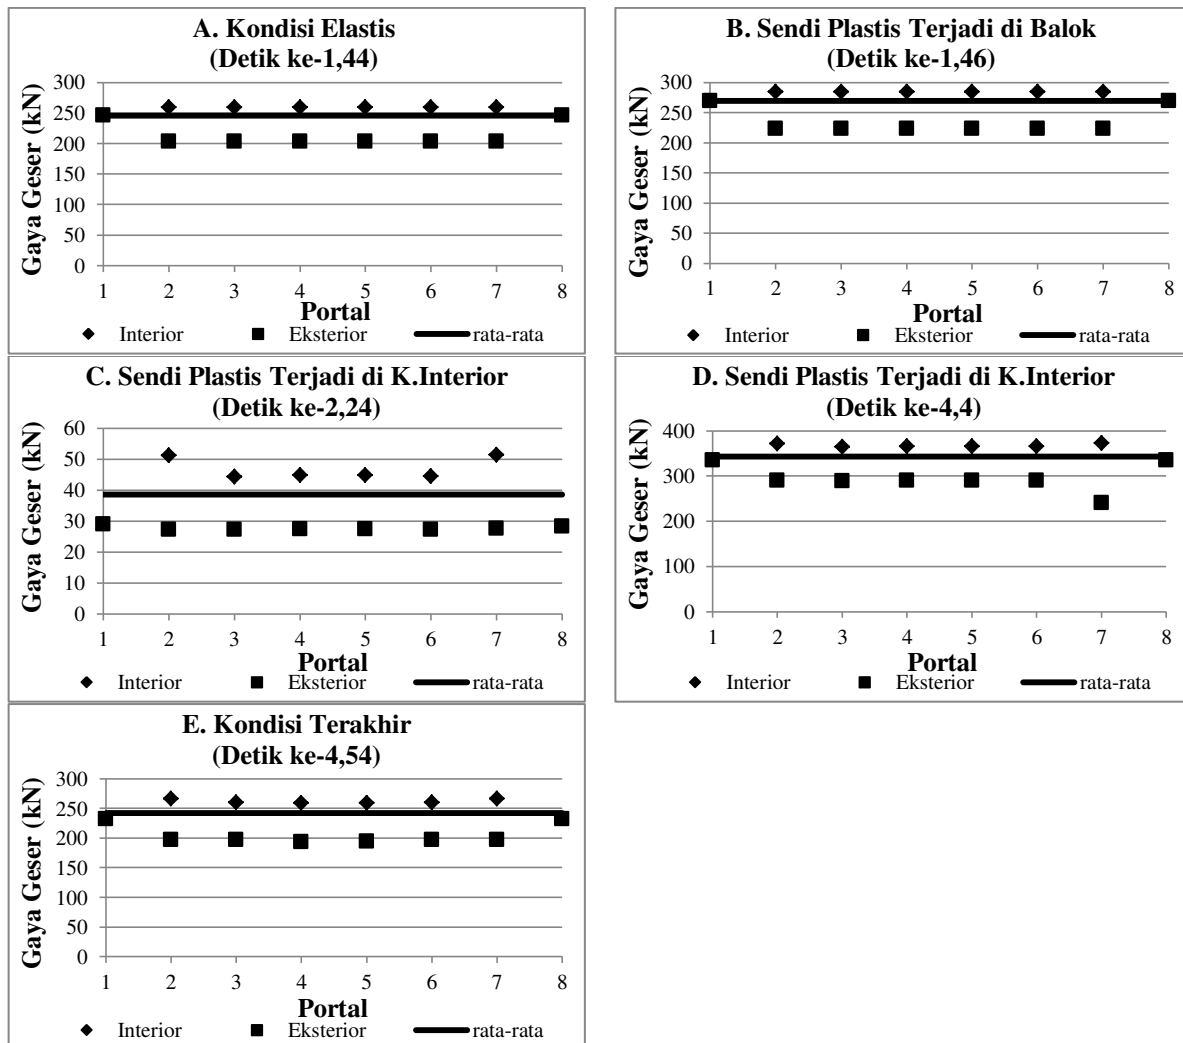 A. Kondisi Elastis
(Detik ke-1,44)
Gaya Geser (kN)
300
250
200
150
100
50
0
1 2 3 4 5 6 7 8
Portal
Interior Eksterior rata-rata
B. Sendi Plastis Terjadi di Balok
(Detik ke-1,46)
Gaya Geser (kN)
300
250
200
150
100
50
0
1 2 3 4 5 6 7 8
Portal
Interior Eksterior rata-rata
C. Sendi Plastis Terjadi di K.Interior
(Detik ke-2,24)
Gaya Geser (kN)
60
50
40
30
20
10
0
1 2 3 4 5 6 7 8
Portal
Interior Eksterior rata-rata
D. Sendi Plastis Terjadi di K.Interior
(Detik ke-4,4)
Gaya Geser (kN)
400
300
200
100
0
1 2 3 4 5 6 7 8
Portal
Interior Eksterior rata-rata
E. Kondisi Terakhir
(Detik ke-4,54)
Gaya Geser (kN)
300
250
200
150
100
50
0
1 2 3 4 5 6 7 8
Portal
Interior Eksterior rata-rata